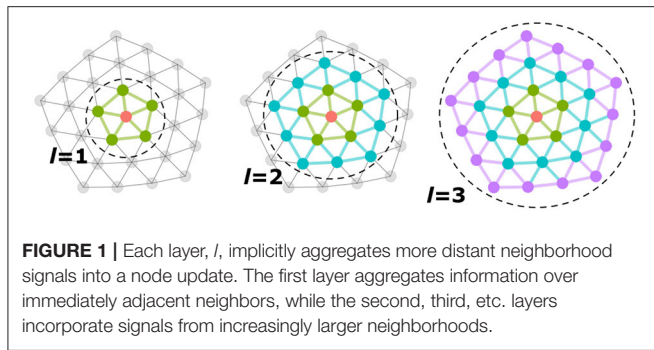 l=1
l=2
l=3
FIGURE 1 | Each layer, l, implicitly aggregates more distant neighborhood
signals into a node update. The first layer aggregates information over
immediately adjacent neighbors, while the second, third, etc. layers
incorporate signals from increasingly larger neighborhoods.